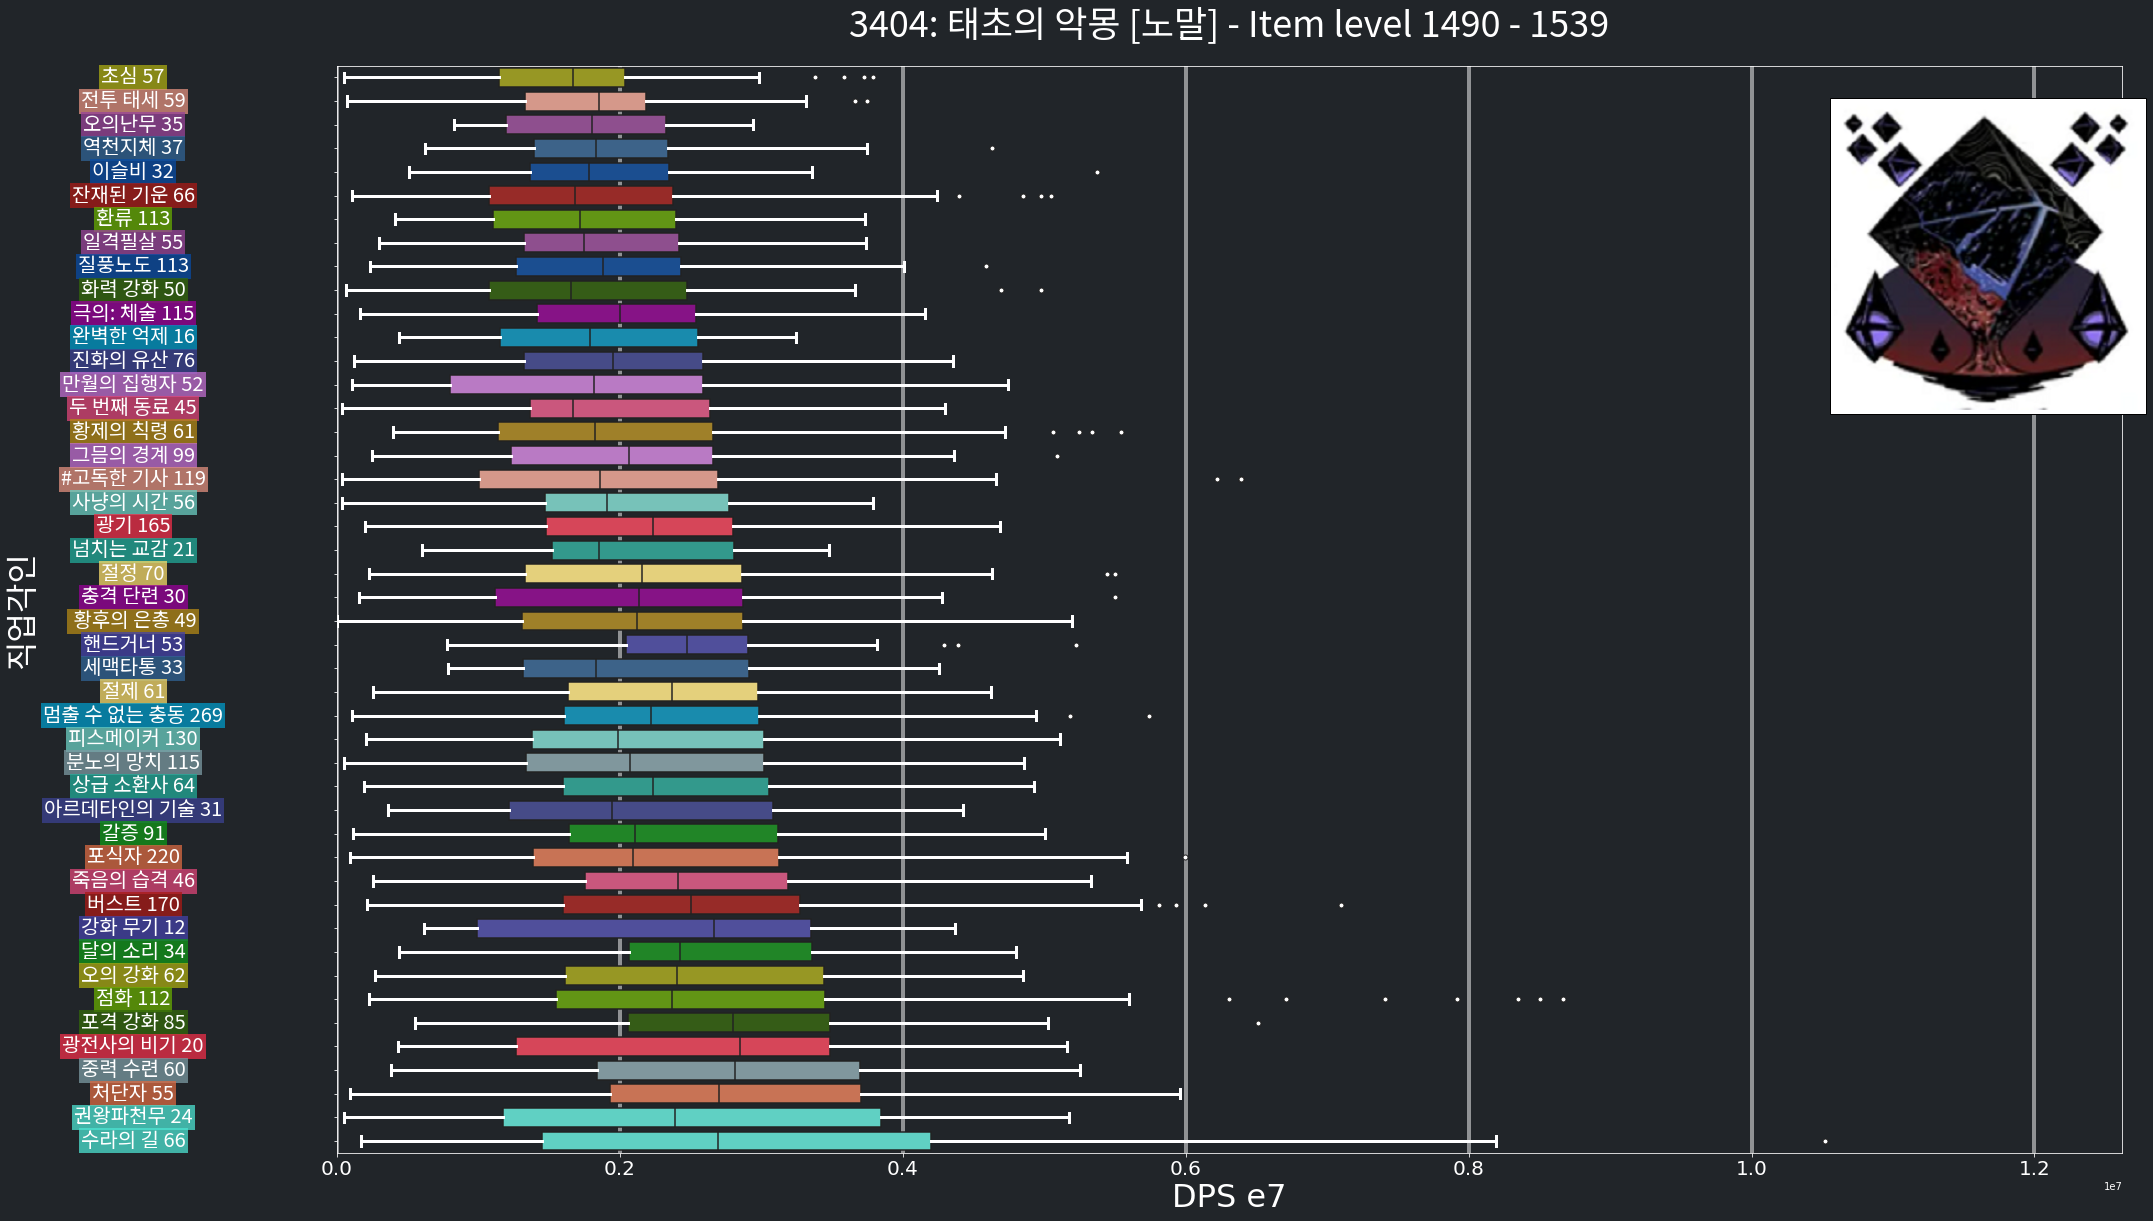 3404: 태초의 악몽 [노말] - Item level 1490 - 1539
직업각인
초심 57
전투 태세 59
오의난무 35
역천지체 37
이슬비 32
잔재된 기운 66
환류 113
일격필살 55
질풍노도 113
화력 강화 50
극의: 체술 115
완벽한 억제 16
진화의 유산 76
만월의 집행자 52
두 번째 동료 45
황제의 칙령 61
그믐의 경계 99
#고독한 기사 119
사냥의 시간 56
광기 165
넘치는 교감 21
절정 70
충격 단련 30
황후의 은총 49
핸드거너 53
세맥타통 33
절제 61
멈출 수 없는 충동 269
피스메이커 130
분노의 망치 115
상급 소환사 64
아르데타인의 기술 31
갈증 91
포식자 220
죽음의 습격 46
버스트 170
강화 무기 12
달의 소리 34
오의 강화 62
점화 112
포격 강화 85
광전사의 비기 20
중력 수련 60
처단자 55
권왕파천무 24
수라의 길 66
0.0 0.2 0.4 0.6 0.8 1.0 1.2
1e7
DPS e7